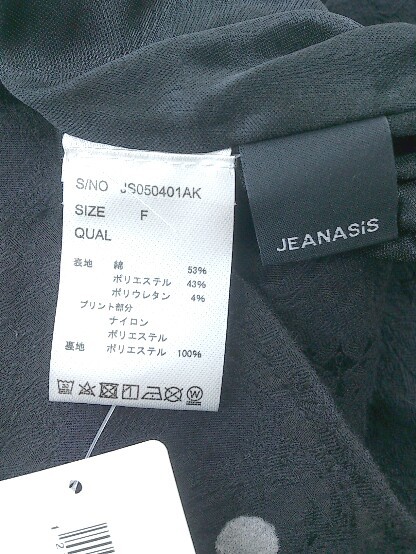 S/NO JS050401AK
SIZE F
QUAL
表地 綿 53%
ポリエステル 43%
ポリウレタン 4%
プリント部分
ナイロン
ポリエステル
裏地 ポリエステル 100%
W
JEANASiS
12